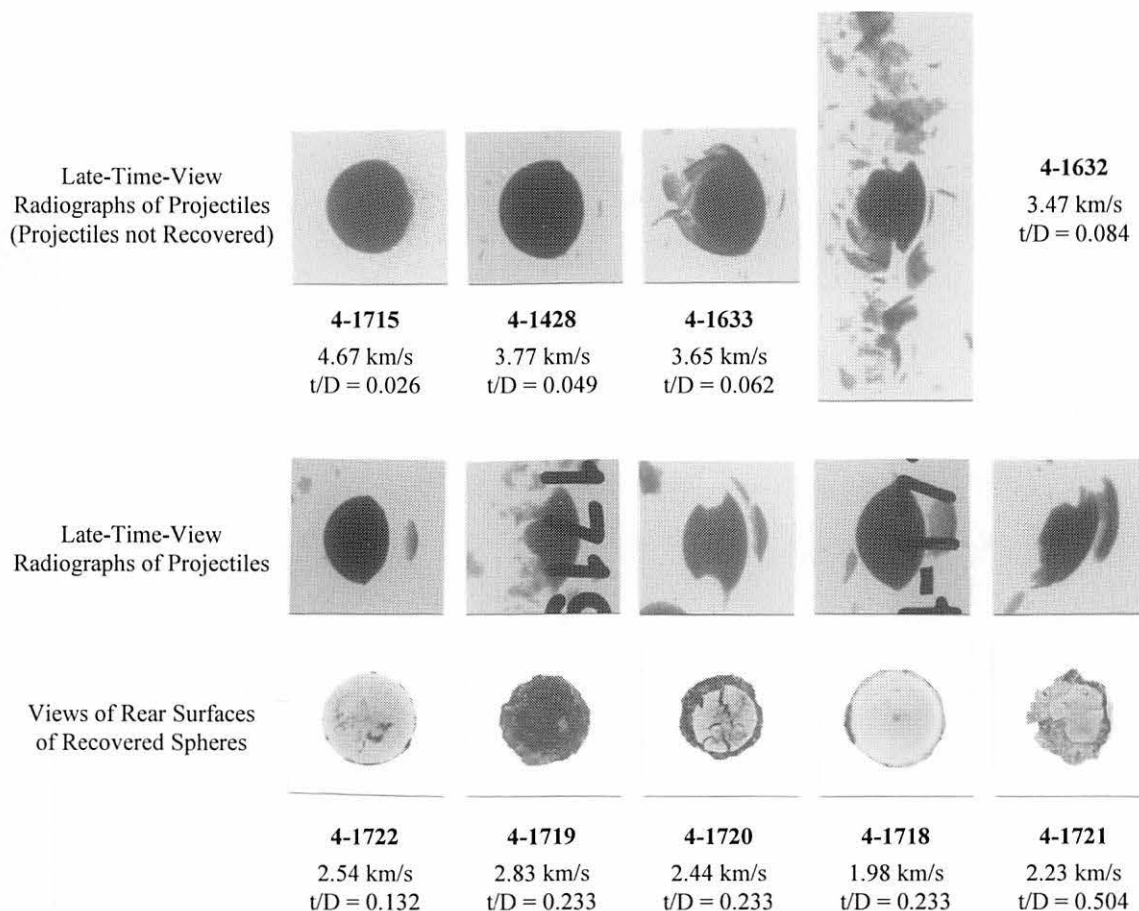 Late-Time-View
Radiographs of Projectiles
(Projectiles not Recovered)
4-1715
4.67 km/s
t/D = 0.026
4-1428
3.77 km/s
t/D = 0.049
4-1633
3.65 km/s
t/D = 0.062
4-1632
3.47 km/s
t/D = 0.084
Late-Time-View
Radiographs of Projectiles
Views of Rear Surfaces
of Recovered Spheres
4-1722
2.54 km/s
t/D = 0.132
4-1719
2.83 km/s
t/D = 0.233
4-1720
2.44 km/s
t/D = 0.233
4-1718
1.98 km/s
t/D = 0.233
4-1721
2.23 km/s
t/D = 0.504